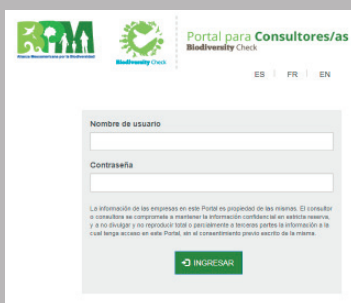 Portal para Consultores/as
Biodiversity Check
Alianza Mesoamericana por la Biodiversidad
Biodiversity Check
ES FR EN
Nombre de usuario
Contraseña
La información de las empresas en este Portal es propiedad de las mismas. El consultor
o consultora se compromete a mantener la información confidencial en estricta reserva,
y a no divulgar y no reproducir total o parcialmente a terceras partes la información a la
cual tenga acceso en este Portal, sin el consentimiento previo escrito de la misma.
INGRESAR